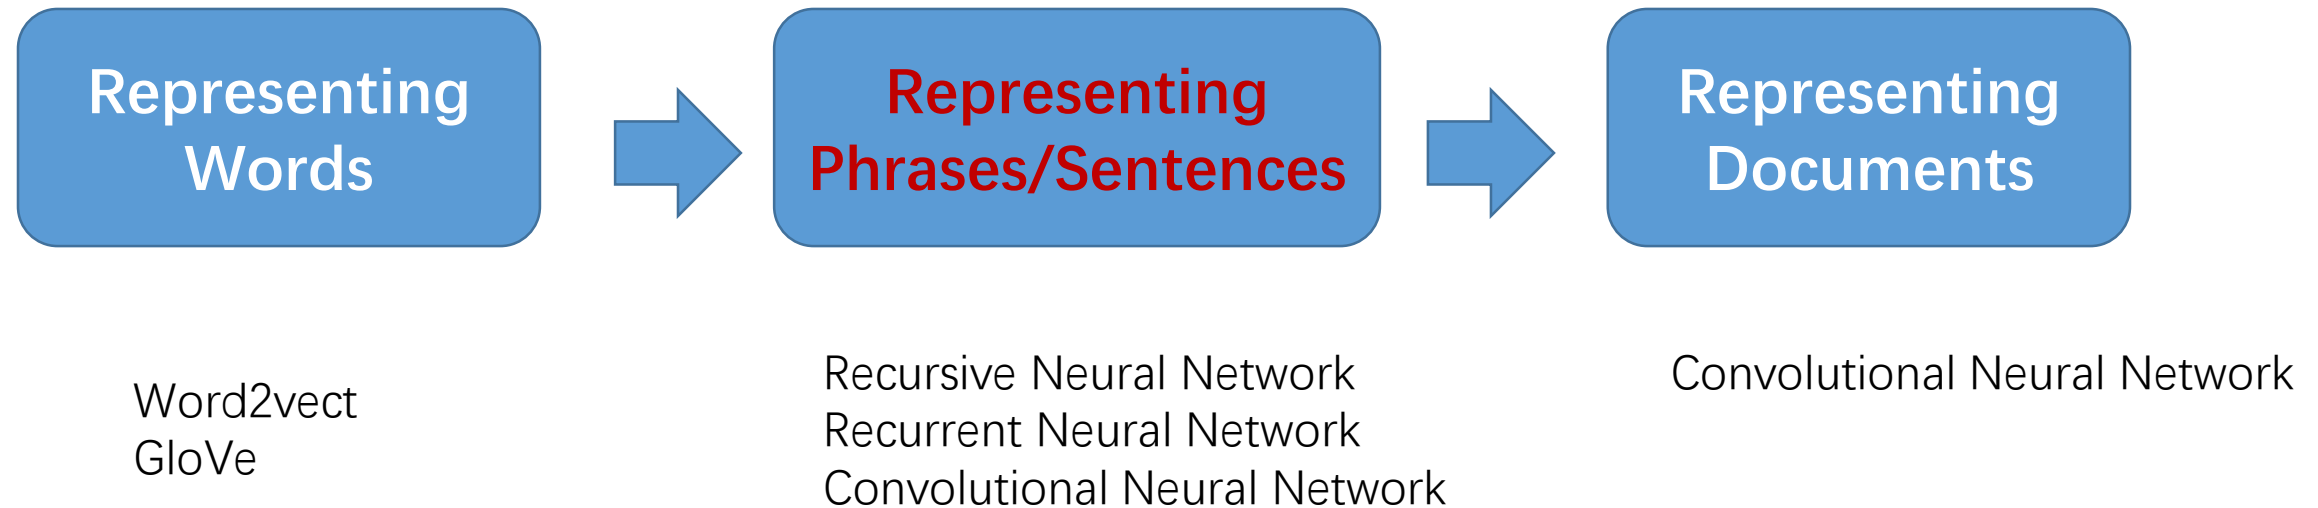 Representing
Words
Representing
Phrases/Sentences
Representing
Documents
Word2vect
GloVe
Recursive Neural Network
Recurrent Neural Network
Convolutional Neural Network
Convolutional Neural Network